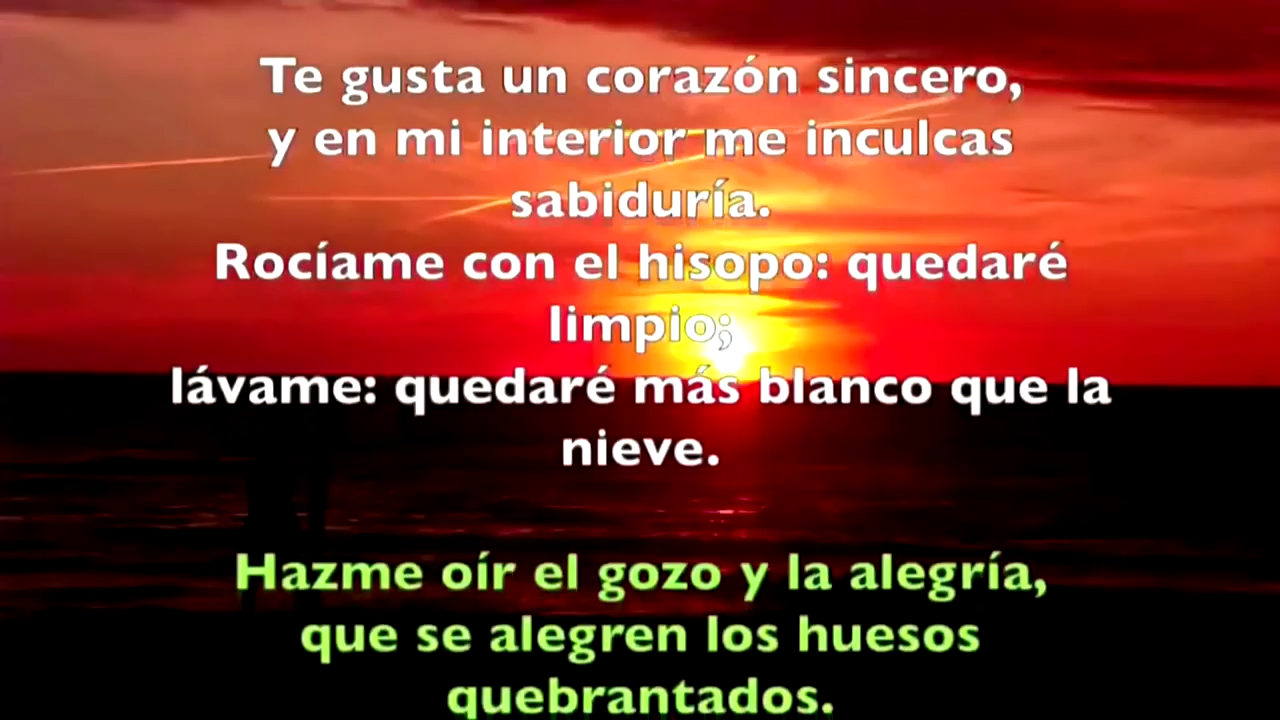 Te gusta un corazón sincero,
y en mi interior me inculcas
sabiduría.
Rocíame con el hisopo: quedaré
limpio;
lávame: quedaré más blanco que la
nieve.
Hazme oír el gozo y la alegría,
que se alegren los huesos
quebrantados.